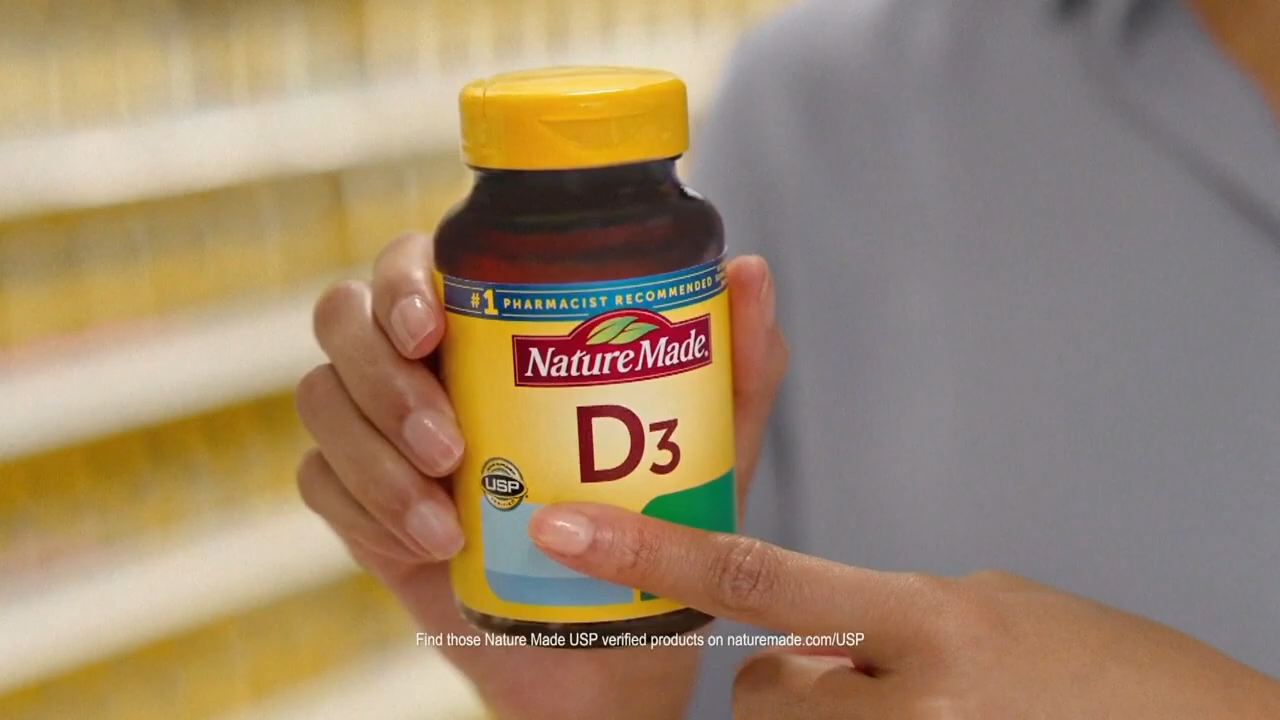 #1 PHARMACIST RECOMMENDED
Nature Made
D3
USP
Find those Nature Made USP verified products on naturemade.com/USP